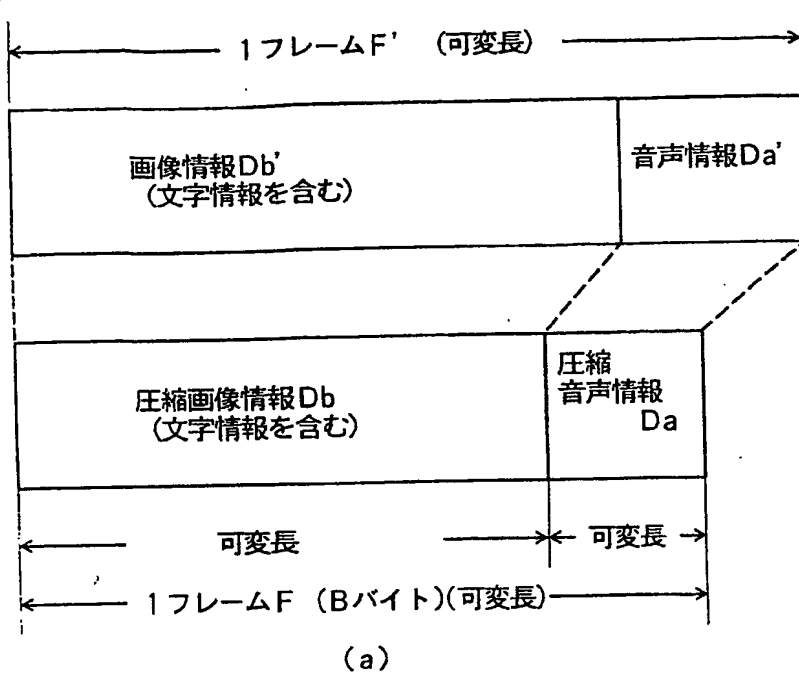 1フレームF' (可変長)
画像情報Db'
(文字情報を含む)
音声情報Da'
圧縮画像情報Db
(文字情報を含む)
圧縮
音声情報
Da
可変長
可変長
1フレームF (Bバイト)(可変長)
(a)